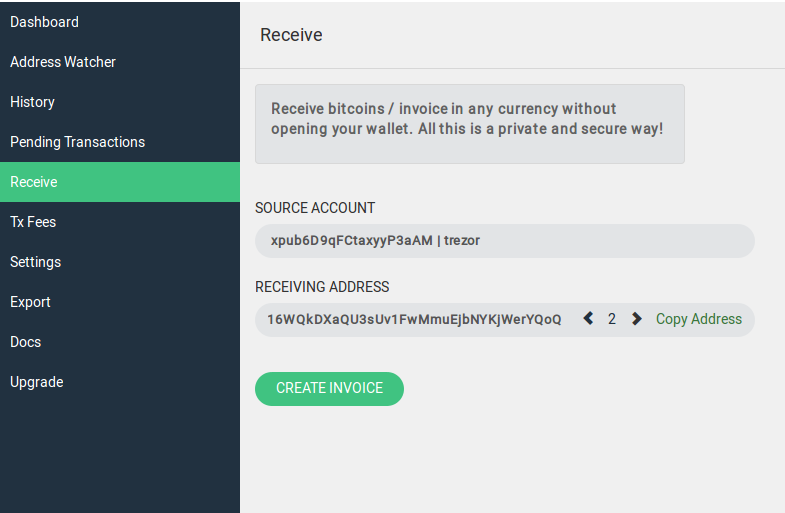 Dashboard
Address Watcher
History
Pending Transactions
Receive
Tx Fees
Settings
Export
Docs
Upgrade
Receive
Receive bitcoins / invoice in any currency without
opening your wallet. All this is a private and secure way!
SOURCE ACCOUNT
xpub6D9qFCtaxyyP3aAM | trezor
RECEIVING ADDRESS
16WQkDXaQU3sUv1FwMmuEjbNYKjWerYQoQ 2 Copy Address
CREATE INVOICE